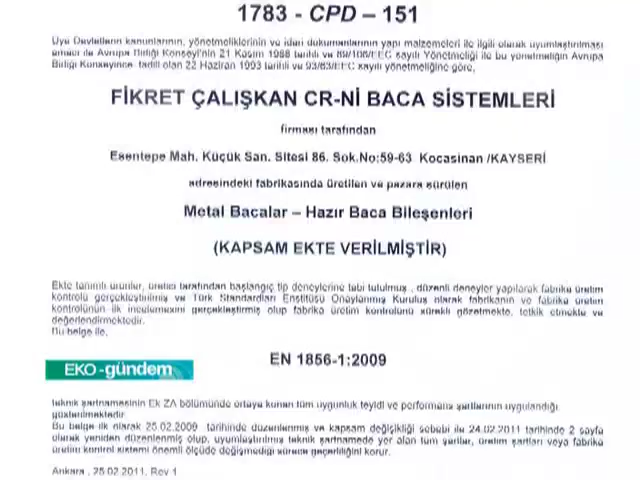 1783 - CPD – 151
Üye Devletlerin kanunlarının, yönetmeliklerinin ve idari dokümanlarının yapı malzemeleri ile ilgili olarak uyumlaştırılması
amacı ile Avrupa Birliği Konseyi'nin 21 Kasım 1988 tarihli ve 89/106/EEC sayılı Yönetmeliği ile bu yönetmeliğin Avrupa
Birliği Konseyince tadil olan 22 Haziran 1993 tarihli ve 93/68/EEC sayılı yönetmeliğine göre,
FİKRET ÇALIŞKAN CR-Nİ BACA SİSTEMLERİ
firması tarafından
Esentepe Mah. Küçük San. Sitesi 86. Sok.No:59-63 Kocasinan /KAYSERİ
adresindeki fabrikasında üretilen ve pazara sürülen
Metal Bacalar – Hazır Baca Bileşenleri
(KAPSAM EKTE VERİLMİŞTİR)
Ekte tanımlı ürünler, üretici tarafından başlangıç tip deneylerine tabi tutulmuş , düzenli deneyler yapılarak fabrika üretim
kontrolü gerçekleştirilmiş ve Türk Standardları Enstitüsü Onaylanmış Kuruluş olarak fabrikanın ve fabrika üretim
kontrolünün ilk incelemesini gerçekleştirmiş olup fabrika üretim kontrolünü sürekli gözetmekte, tetkik etmekte ve
değerlendirmektedir.
Bu belge ile,
EN 1856-1:2009
EKO-gündem
teknik şartnamesinin Ek ZA bölümünde ortaya konan tüm uygunluk teyidi ve performans şartlarının uygulandığı
gösterilmektedir.
Bu belge ilk olarak 25.02.2009 tarihinde düzenlenmiş ve kapsam değişikliği sebebi ile 24.02.2011 tarihinde 2 sayfa
olarak yeniden düzenlenmiş olup, uyumlaştırılmış teknik şartnamede yer alan tüm şartlar, üretim şartları veya fabrika
üretim kontrol sistemi önemli ölçüde değişmediği sürece geçerliliğini korur.
Ankara , 25.02.2011, Rev 1